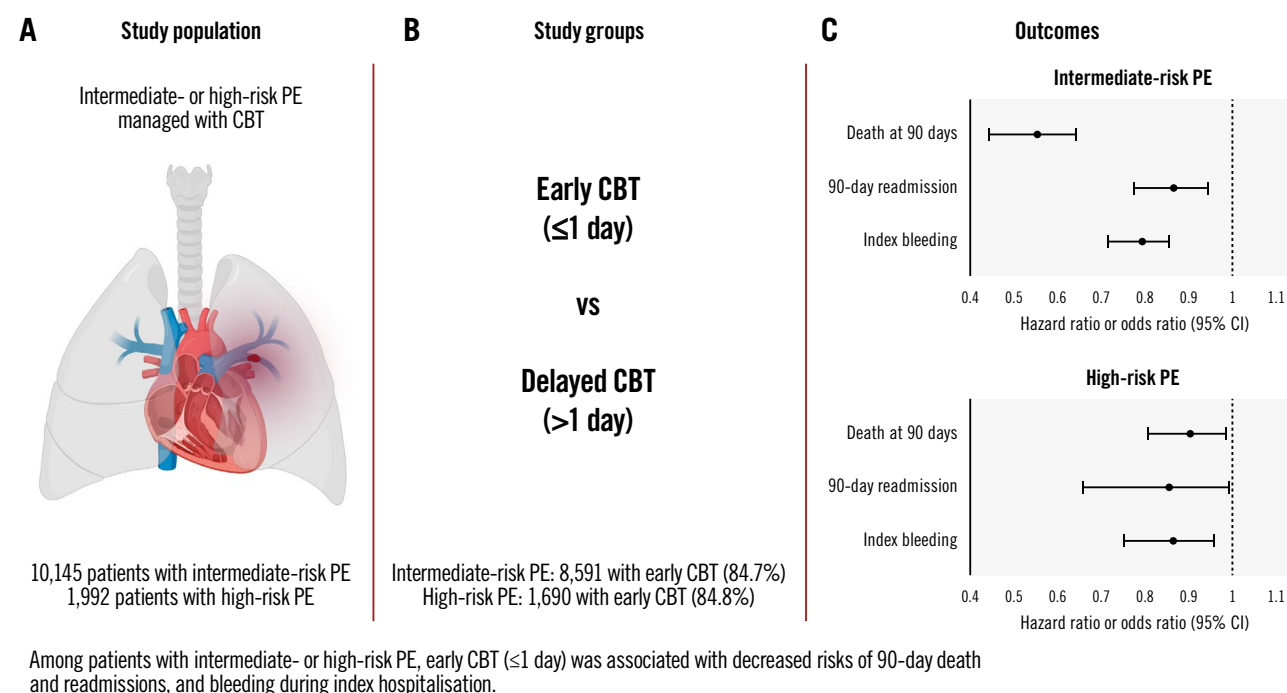 A
Study population
Intermediate- or high-risk PE
managed with CBT
10,145 patients with intermediate-risk PE
1,992 patients with high-risk PE
B
Study groups
Early CBT
(≤1 day)
vs
Delayed CBT
(>1 day)
Intermediate-risk PE: 8,591 with early CBT (84.7%)
High-risk PE: 1,690 with early CBT (84.8%)
C
Outcomes
Intermediate-risk PE
Death at 90 days
90-day readmission
Index bleeding
0.4 0.5 0.6 0.7 0.8 0.9 1 1.1
Hazard ratio or odds ratio (95% CI)
High-risk PE
Death at 90 days
90-day readmission
Index bleeding
0.4 0.5 0.6 0.7 0.8 0.9 1 1.1
Hazard ratio or odds ratio (95% CI)
Among patients with intermediate- or high-risk PE, early CBT (≤1 day) was associated with decreased risks of 90-day death
and readmissions, and bleeding during index hospitalisation.